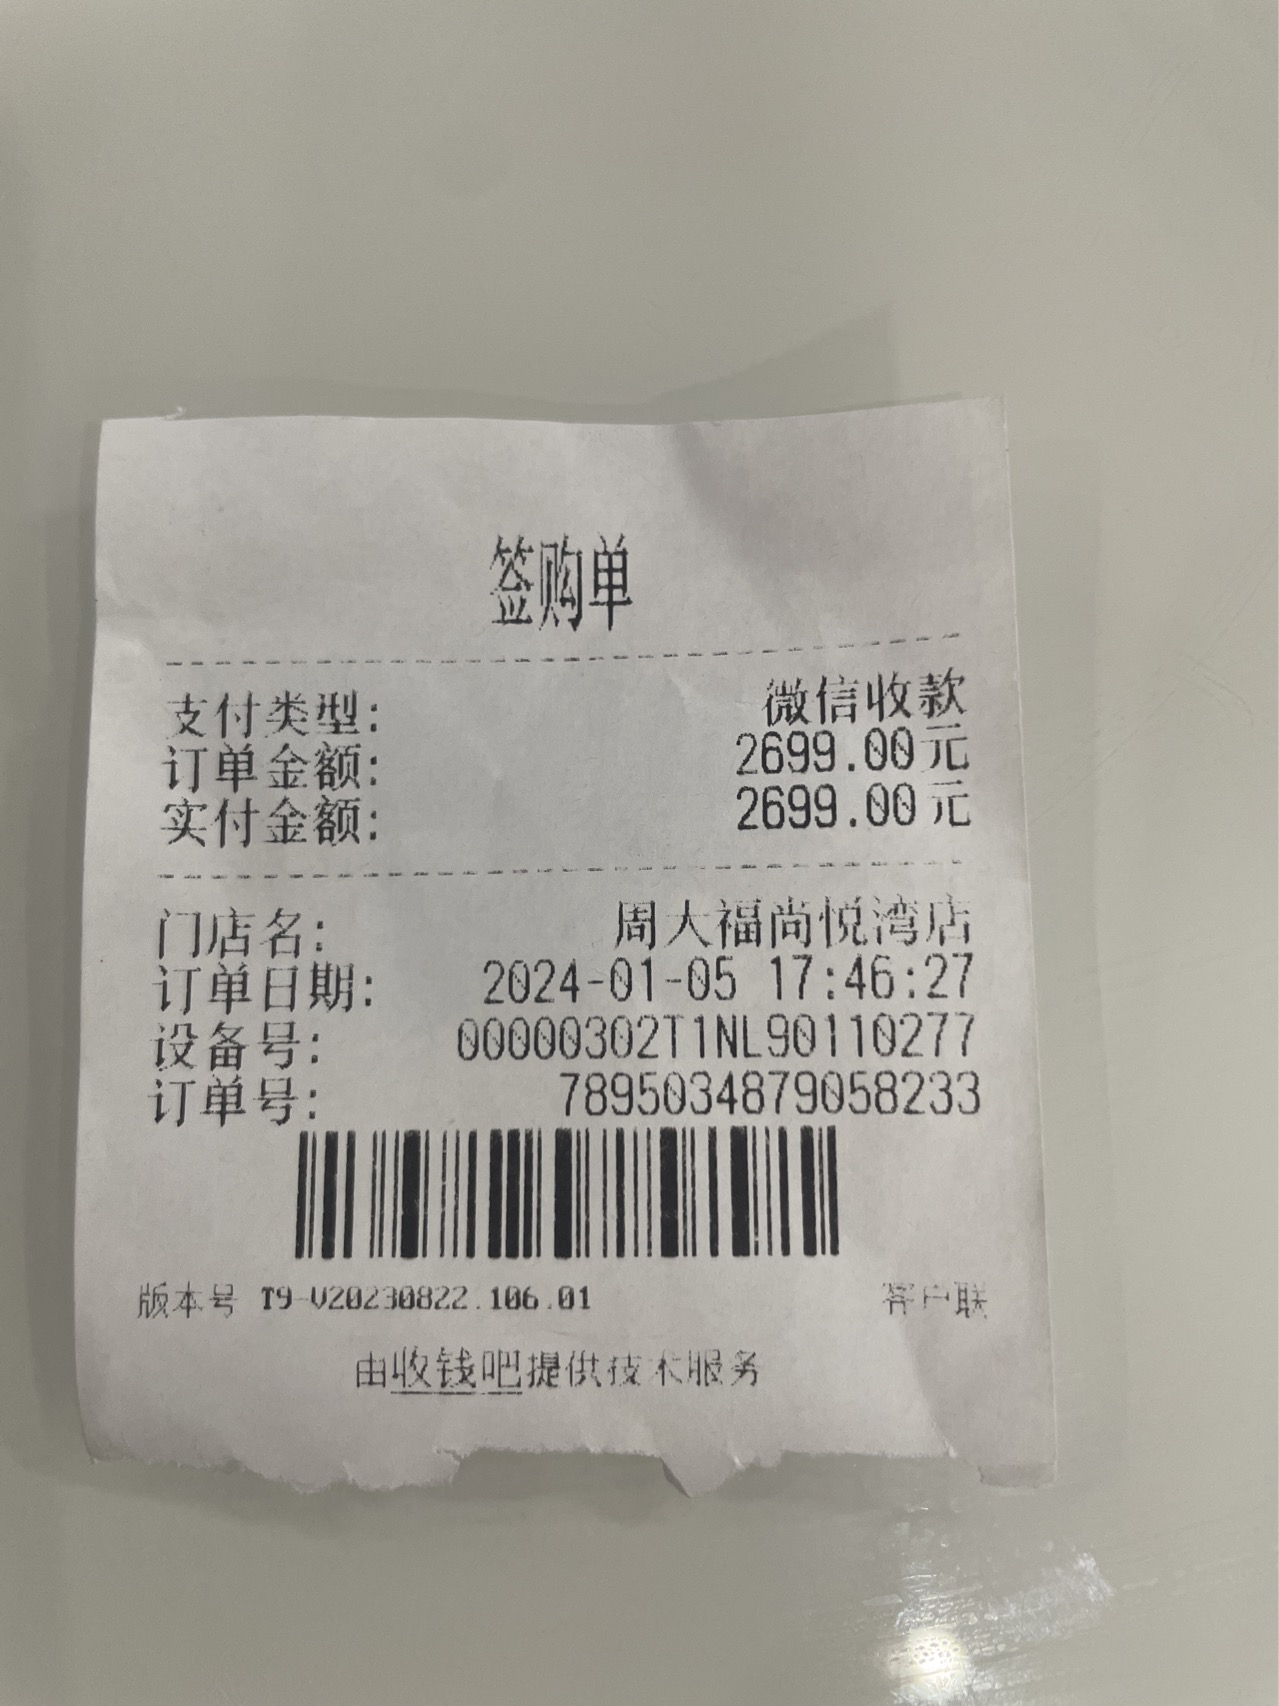 签购单
支付类型: 微信收款
订单金额: 2699.00元
实付金额: 2699.00元
门店名: 周大福尚悦湾店
订单日期: 2024-01-05 17:46:27
设备号: 00000302T1NL90110277
订单号: 7895034879058233
版本号 T9-V20230822.106.01 客户联
由收钱吧提供技术服务